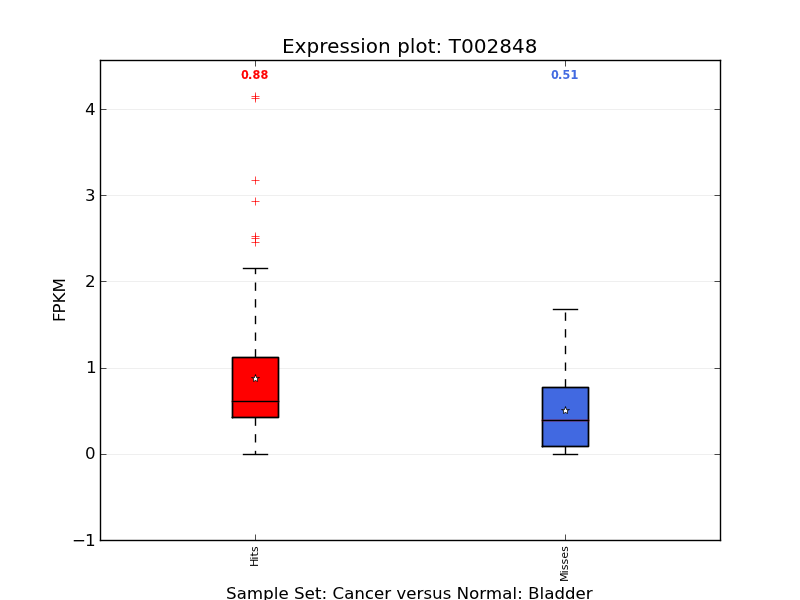 Expression plot: T002848
0.88
0.51
4
3
2
1
0
−1
FPKM
Hits
Misses
Sample Set: Cancer versus Normal: Bladder